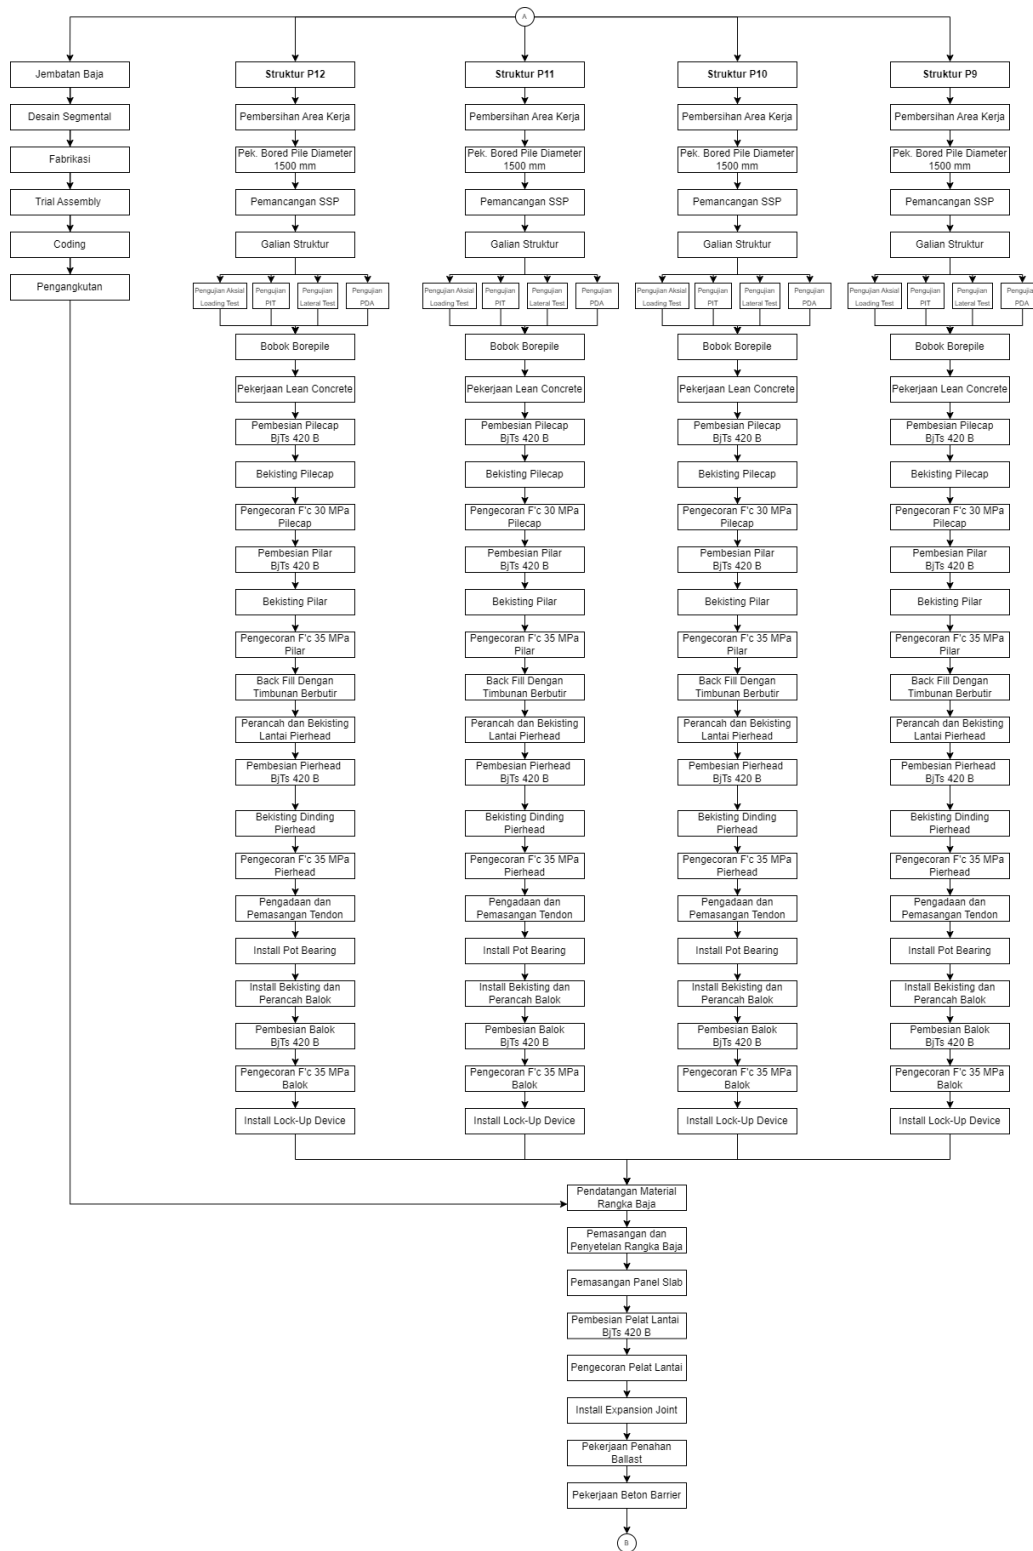 A
Jembatan Baja
Desain Segmental
Fabrikasi
Trial Assembly
Coding
Pengangkutan
Struktur P12
Pembersihan Area Kerja
Pek. Bored Pile Diameter
1500 mm
Pemancangan SSP
Galian Struktur
Pengujian Aksial
Loading Test
Pengujian
PIT
Pengujian
Lateral Test
Pengujian
PDA
Bobok Borepile
Pekerjaan Lean Concrete
Pembesian Pilecap
BjTs 420 B
Bekisting Pilecap
Pengecoran F'c 30 MPa
Pilecap
Pembesian Pilar
BjTs 420 B
Bekisting Pilar
Pengecoran F'c 35 MPa
Pilar
Back Fill Dengan
Timbunan Berbutir
Perancah dan Bekisting
Lantai Pierhead
Pembesian Pierhead
BjTs 420 B
Bekisting Dinding
Pierhead
Pengecoran F'c 35 MPa
Pierhead
Pengadaan dan
Pemasangan Tendon
Install Pot Bearing
Install Bekisting dan
Perancah Balok
Pembesian Balok
BjTs 420 B
Pengecoran F'c 35 MPa
Balok
Install Lock-Up Device
Struktur P11
Pembersihan Area Kerja
Pek. Bored Pile Diameter
1500 mm
Pemancangan SSP
Galian Struktur
Pengujian Aksial
Loading Test
Pengujian
PIT
Pengujian
Lateral Test
Pengujian
PDA
Bobok Borepile
Pekerjaan Lean Concrete
Pembesian Pilecap
BjTs 420 B
Bekisting Pilecap
Pengecoran F'c 30 MPa
Pilecap
Pembesian Pilar
BjTs 420 B
Bekisting Pilar
Pengecoran F'c 35 MPa
Pilar
Back Fill Dengan
Timbunan Berbutir
Perancah dan Bekisting
Lantai Pierhead
Pembesian Pierhead
BjTs 420 B
Bekisting Dinding
Pierhead
Pengecoran F'c 35 MPa
Pierhead
Pengadaan dan
Pemasangan Tendon
Install Pot Bearing
Install Bekisting dan
Perancah Balok
Pembesian Balok
BjTs 420 B
Pengecoran F'c 35 MPa
Balok
Install Lock-Up Device
Struktur P10
Pembersihan Area Kerja
Pek. Bored Pile Diameter
1500 mm
Pemancangan SSP
Galian Struktur
Pengujian Aksial
Loading Test
Pengujian
PIT
Pengujian
Lateral Test
Pengujian
PDA
Bobok Borepile
Pekerjaan Lean Concrete
Pembesian Pilecap
BjTs 420 B
Bekisting Pilecap
Pengecoran F'c 30 MPa
Pilecap
Pembesian Pilar
BjTs 420 B
Bekisting Pilar
Pengecoran F'c 35 MPa
Pilar
Back Fill Dengan
Timbunan Berbutir
Perancah dan Bekisting
Lantai Pierhead
Pembesian Pierhead
BjTs 420 B
Bekisting Dinding
Pierhead
Pengecoran F'c 35 MPa
Pierhead
Pengadaan dan
Pemasangan Tendon
Install Pot Bearing
Install Bekisting dan
Perancah Balok
Pembesian Balok
BjTs 420 B
Pengecoran F'c 35 MPa
Balok
Install Lock-Up Device
Struktur P9
Pembersihan Area Kerja
Pek. Bored Pile Diameter
1500 mm
Pemancangan SSP
Galian Struktur
Pengujian Aksial
Loading Test
Pengujian
PIT
Pengujian
Lateral Test
Pengujian
PDA
Bobok Borepile
Pekerjaan Lean Concrete
Pembesian Pilecap
BjTs 420 B
Bekisting Pilecap
Pengecoran F'c 30 MPa
Pilecap
Pembesian Pilar
BjTs 420 B
Bekisting Pilar
Pengecoran F'c 35 MPa
Pilar
Back Fill Dengan
Timbunan Berbutir
Perancah dan Bekisting
Lantai Pierhead
Pembesian Pierhead
BjTs 420 B
Bekisting Dinding
Pierhead
Pengecoran F'c 35 MPa
Pierhead
Pengadaan dan
Pemasangan Tendon
Install Pot Bearing
Install Bekisting dan
Perancah Balok
Pembesian Balok
BjTs 420 B
Pengecoran F'c 35 MPa
Balok
Install Lock-Up Device
Pendatangan Material
Rangka Baja
Pemasangan dan
Penyetelan Rangka Baja
Pemasangan Panel Slab
Pembesian Pelat Lantai
BjTs 420 B
Pengecoran Pelat Lantai
Install Expansion Joint
Pekerjaan Penahan
Ballast
Pekerjaan Beton Barrier
B